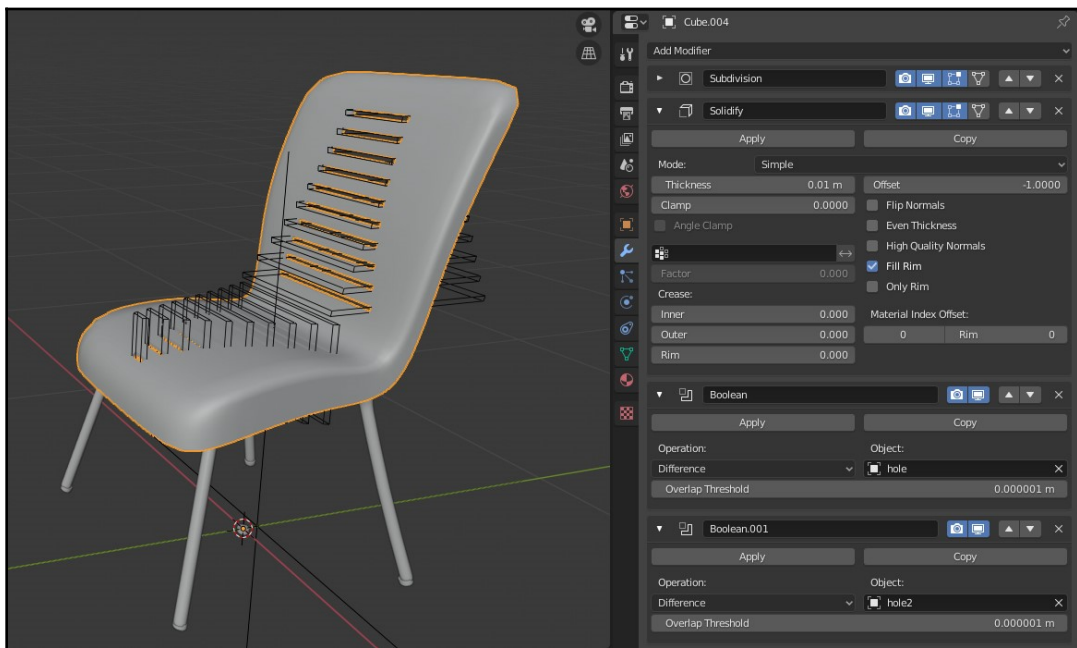 Cube.004
Add Modifier
Subdivision
Solidify
Apply Copy
Mode: Simple
Thickness 0.01 m Offset -1.0000
Clamp 0.0000 Flip Normals
Angle Clamp Even Thickness
High Quality Normals
Fill Rim
Factor 0.000
Only Rim
Crease:
Inner 0.000 Material Index Offset:
Outer 0.000 0 Rim 0
Rim 0.000
Boolean
Apply Copy
Operation: Object:
Difference hole
Overlap Threshold 0.000001 m
Boolean.001
Apply Copy
Operation: Object:
Difference hole2
Overlap Threshold 0.000001 m